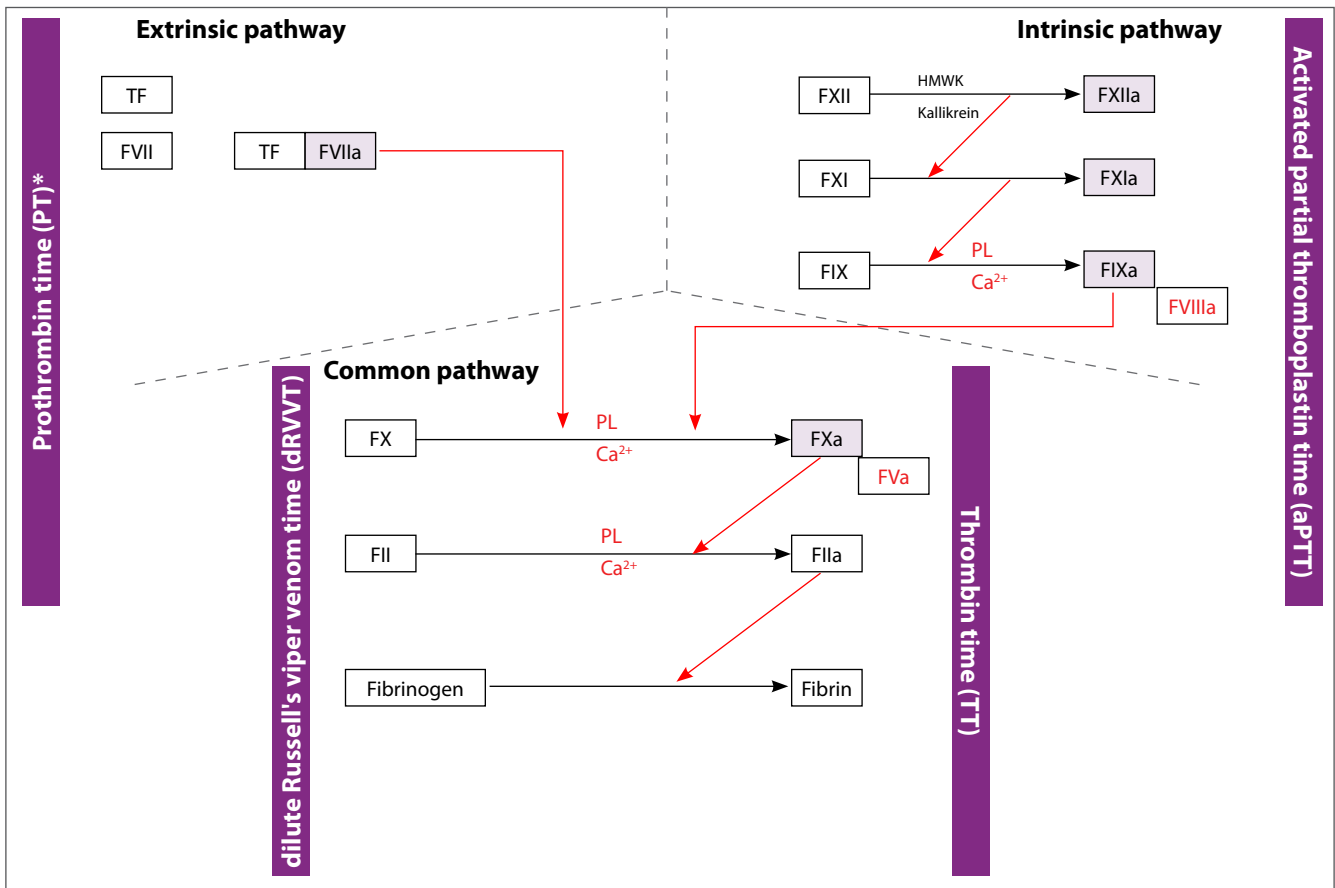 Extrinsic pathway
Intrinsic pathway
Prothrombin time (PT)*
Activated partial thromboplastin time (aPTT)
TF
FVII
TF
FVIIa
FXII
HMWK
Kallikrein
FXIIa
FXI
FXIa
FIX
PL
Ca²⁺
FIXa
FVIIIa
Common pathway
dilute Russell's viper venom time (dRVVT)
Thrombin time (TT)
FX
PL
Ca²⁺
FXa
FVa
FII
PL
Ca²⁺
FIIa
Fibrinogen
Fibrin